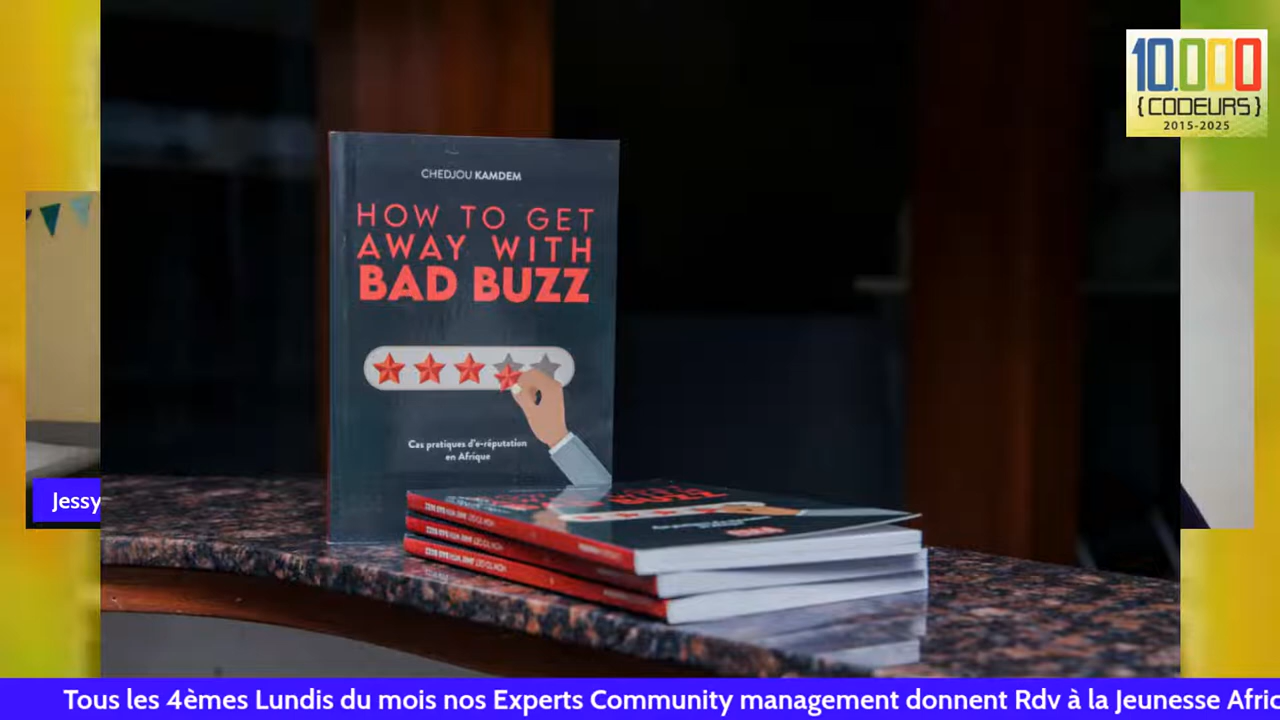 10.000
{CODEURS}
2015-2025
CHEDJOU KAMDEM
HOW TO GET
AWAY WITH
BAD BUZZ
Cas pratiques d'e-réputation
en Afrique
Jessy
Tous les 4èmes Lundis du mois nos Experts Community management donnent Rdv à la Jeunesse Afric